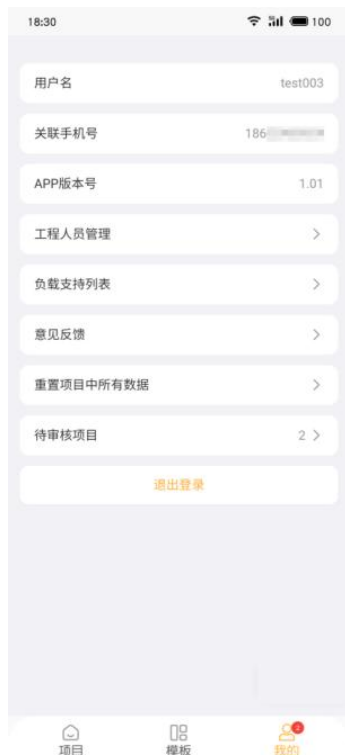 18:30 100
用户名 test003
关联手机号 186
APP版本号 1.01
工程人员管理
负载支持列表
意见反馈
重置项目中所有数据
待审核项目 2
退出登录
2
项目 模板 我的